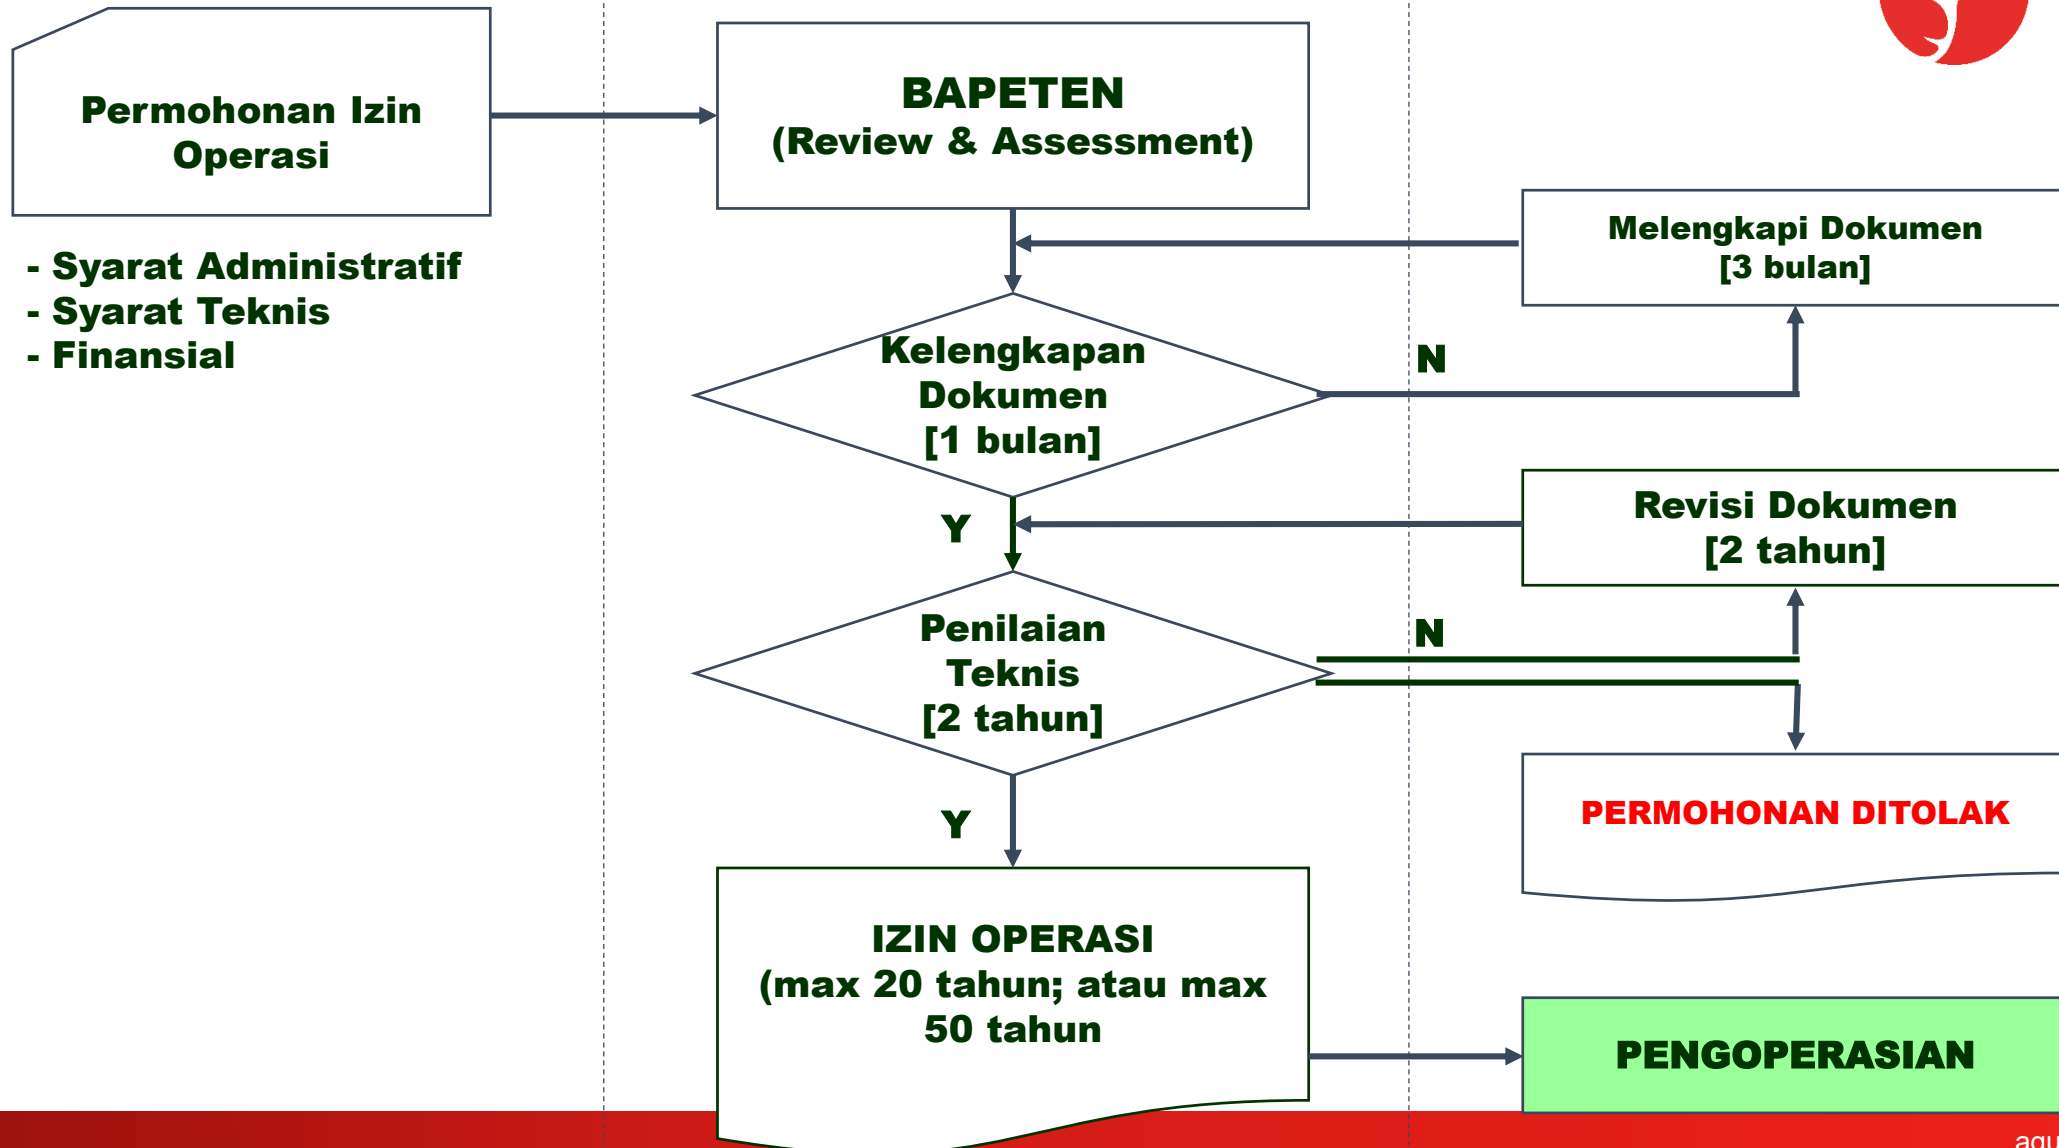 Permohonan Izin
Operasi
- Syarat Administratif
- Syarat Teknis
- Finansial
BAPETEN
(Review & Assessment)
Melengkapi Dokumen
[3 bulan]
Kelengkapan
Dokumen
[1 bulan]
N
Y
Revisi Dokumen
[2 tahun]
Penilaian
Teknis
[2 tahun]
N
Y
PERMOHONAN DITOLAK
IZIN OPERASI
(max 20 tahun; atau max
50 tahun
PENGOPERASIAN